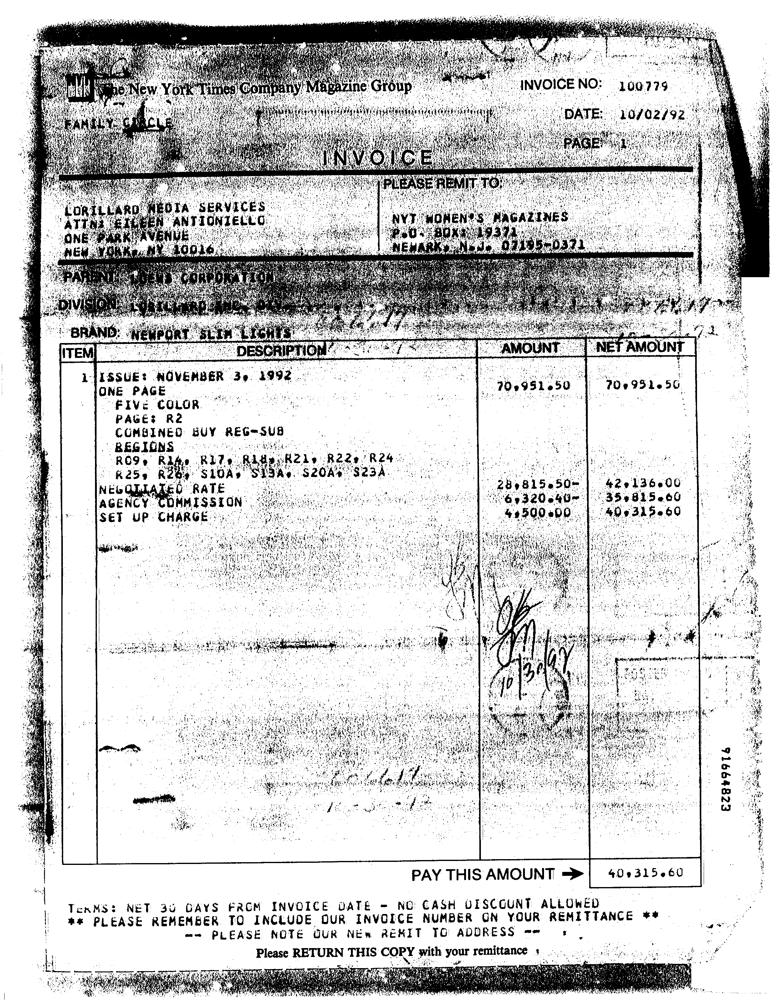 The New York Times Company Magazine Group
INVOICE NO: 100779
FAMILY CIRCLE
DATE: 10/02/92
PAGE: 1
INVOICE
PLEASE REMIT TO:
LORILLARD MEDIA SERVICES
ATTN: EILEEN ANTIONIELLO
ONE PARK AVENUE
NEW YORK, NY 10016
NYT WOMEN'S MAGAZINES
P.O. BOX: 19371
NEWARK, N.J. 07195-0371
PARENT: LOEWS CORPORATION
DIVISION: LORILLARD
BRAND: NEWPORT SLIM LIGHTS
ITEM DESCRIPTION AMOUNT NET AMOUNT
1 ISSUE: NOVEMBER 3, 1992
ONE PAGE 70,951.50 70,951.50
FIVE COLOR
PAGE: R2
COMBINED BUY REG-SUB
REGIONS
R09, R14, R17, R18, R21, R22, R24
R25, R26, S10A, S13A, S20A, S23A
NEGOTIATED RATE 28,815.50- 42,136.00
AGENCY COMMISSION 6,320.40- 35,815.60
SET UP CHARGE 4,500.00 40,315.60
OK
10/30/92
91664823
PAY THIS AMOUNT → 40,315.60
TERMS: NET 30 DAYS FROM INVOICE DATE - NO CASH DISCOUNT ALLOWED
** PLEASE REMEMBER TO INCLUDE OUR INVOICE NUMBER ON YOUR REMITTANCE **
-- PLEASE NOTE OUR NEW REMIT TO ADDRESS --
Please RETURN THIS COPY with your remittance